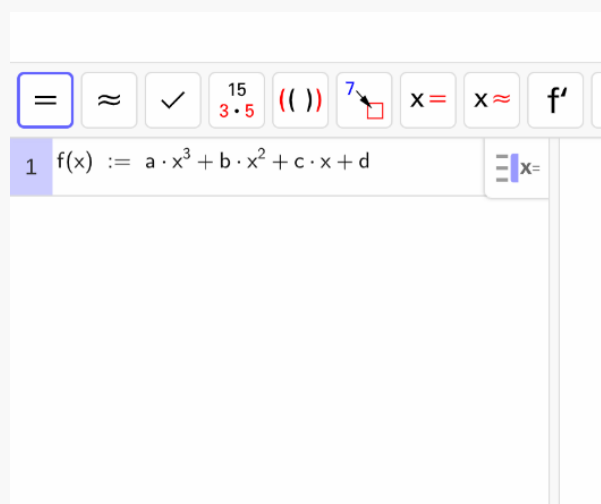 = ≈ ✓ 15 (( )) 7 x= x≈ f′
3 · 5
1 f(x) := a · x³ + b · x² + c · x + d x=